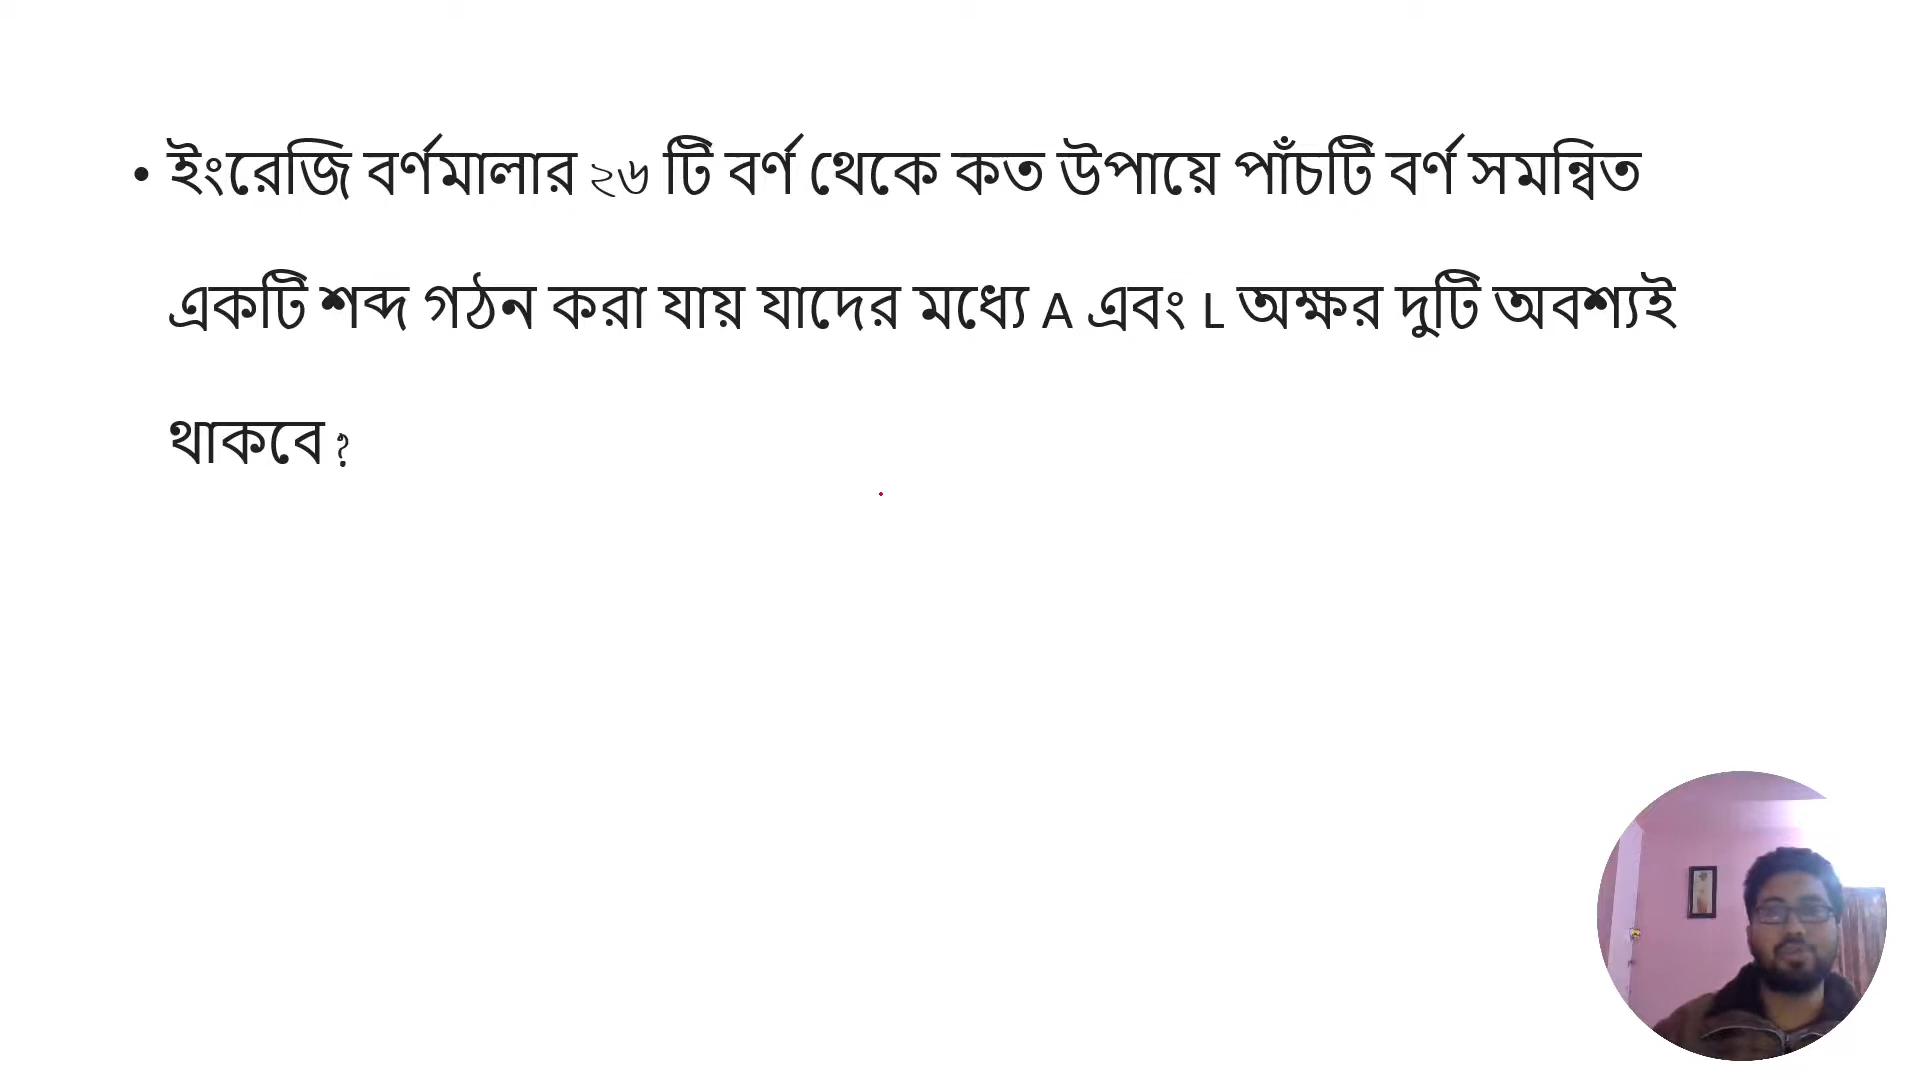 • ইংরেজি বর্ণমালার ২৬ টি বর্ণ থেকে কত উপায়ে পাঁচটি বর্ণ সমন্বিত
একটি শব্দ গঠন করা যায় যাদের মধ্যে A এবং L অক্ষর দুটি অবশ্যই
থাকবে?